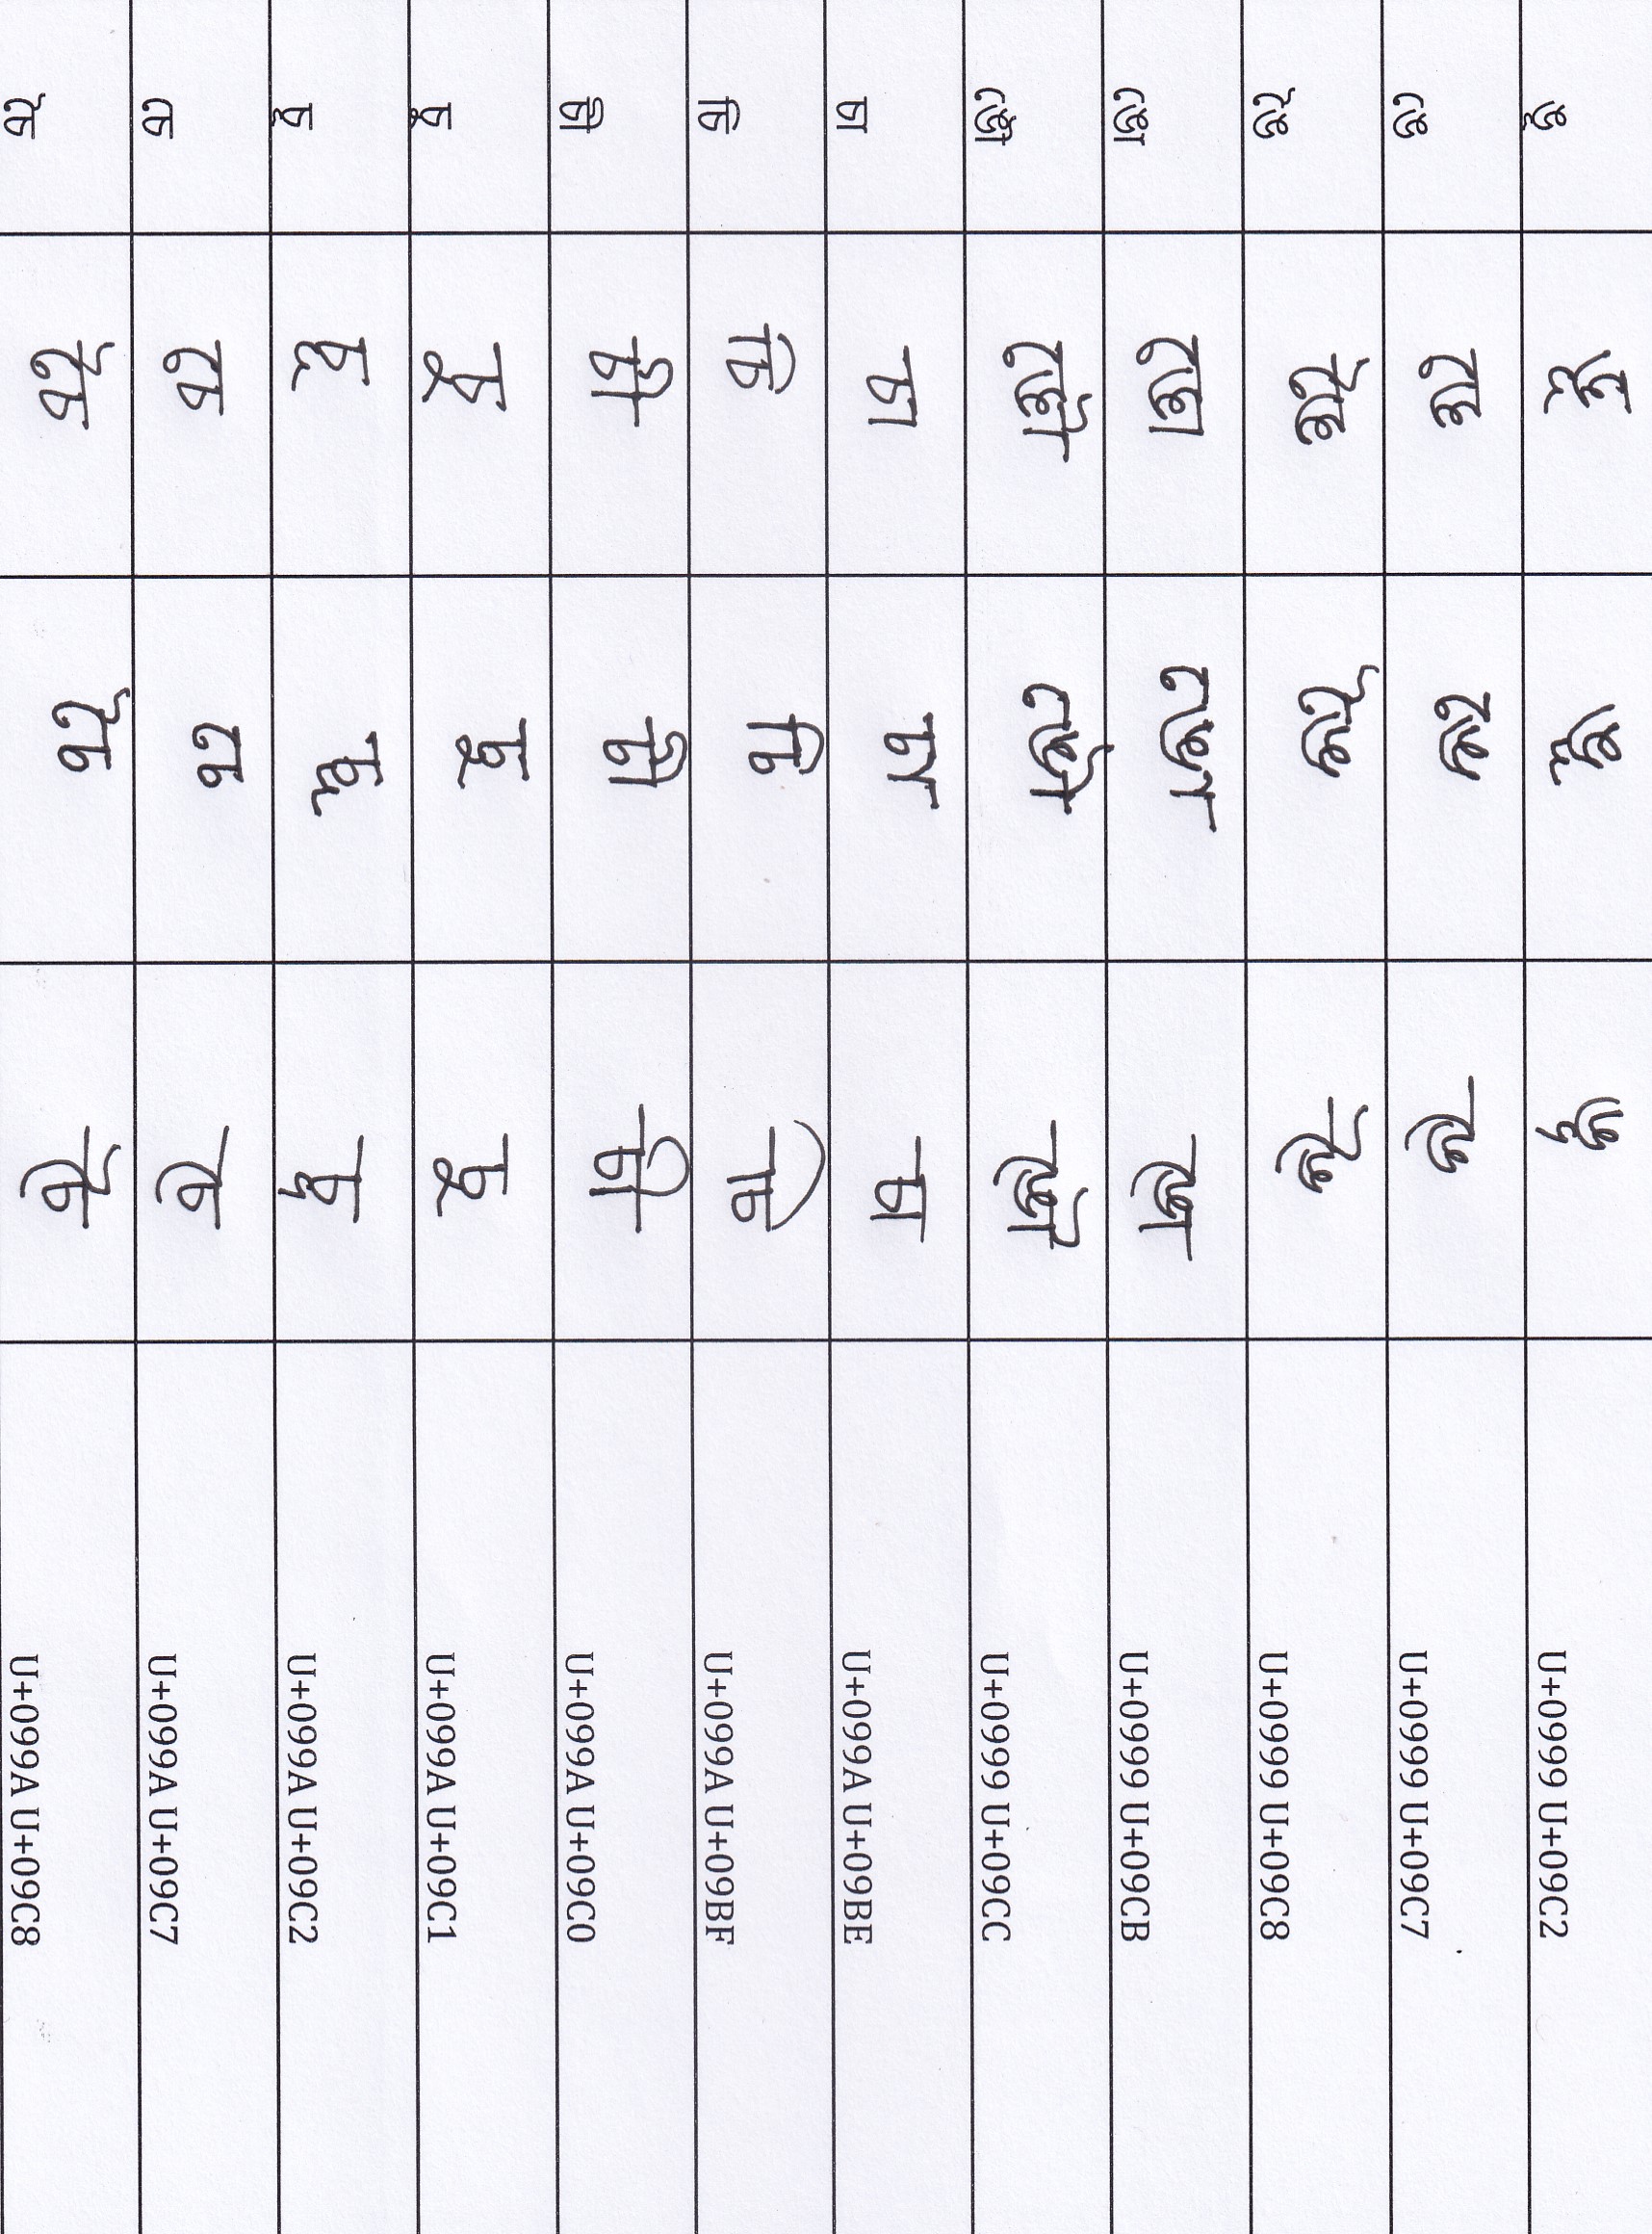 ঙূ ঙূ ঙূ ঙূ U+0999 U+09C2
ঙে ঙে ঙে ঙে U+0999 U+09C7
ঙৈ ঙৈ ঙৈ ঙৈ U+0999 U+09C8
ঙো ঙো ঙো ঙো U+0999 U+09CB
ঙৌ ঙৌ ঙৌ ঙৌ U+0999 U+09CC
চা চা চা চা U+099A U+09BE
চি চি চি চি U+099A U+09BF
চী চী চী চী U+099A U+09C0
চু চু চু চু U+099A U+09C1
চূ চূ চূ চূ U+099A U+09C2
চে চে চে চে U+099A U+09C7
চৈ চৈ চৈ চৈ U+099A U+09C8